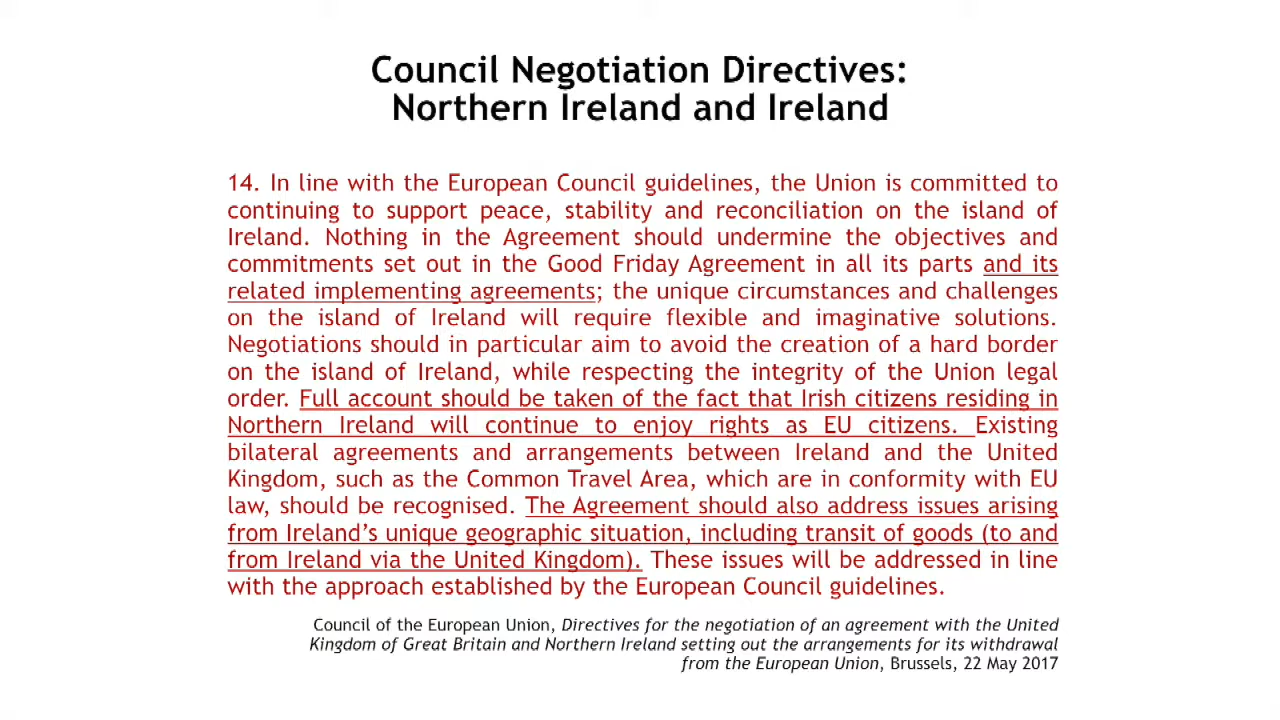 Council Negotiation Directives:
Northern Ireland and Ireland
14. In line with the European Council guidelines, the Union is committed to
continuing to support peace, stability and reconciliation on the island of
Ireland. Nothing in the Agreement should undermine the objectives and
commitments set out in the Good Friday Agreement in all its parts and its
related implementing agreements; the unique circumstances and challenges
on the island of Ireland will require flexible and imaginative solutions.
Negotiations should in particular aim to avoid the creation of a hard border
on the island of Ireland, while respecting the integrity of the Union legal
order. Full account should be taken of the fact that Irish citizens residing in
Northern Ireland will continue to enjoy rights as EU citizens. Existing
bilateral agreements and arrangements between Ireland and the United
Kingdom, such as the Common Travel Area, which are in conformity with EU
law, should be recognised. The Agreement should also address issues arising
from Ireland’s unique geographic situation, including transit of goods (to and
from Ireland via the United Kingdom). These issues will be addressed in line
with the approach established by the European Council guidelines.
Council of the European Union, Directives for the negotiation of an agreement with the United
Kingdom of Great Britain and Northern Ireland setting out the arrangements for its withdrawal
from the European Union, Brussels, 22 May 2017